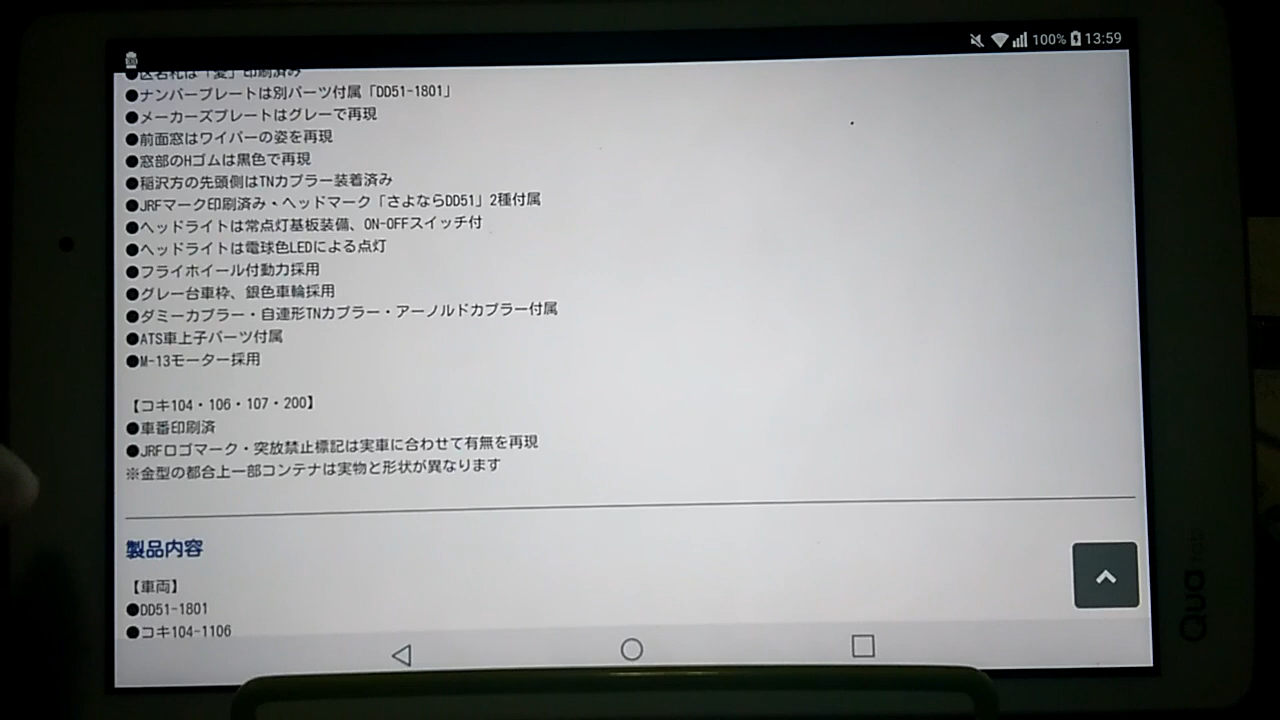 100% 13:59
●区名札は「愛」印刷済み
●ナンバープレートは別パーツ付属「DD51-1801」
●メーカーズプレートはグレーで再現
●前面窓はワイパーの姿を再現
●窓部のHゴムは黒色で再現
●稲沢方の先頭側はTNカプラー装着済み
●JRFマーク印刷済み・ヘッドマーク「さよならDD51」2種付属
●ヘッドライトは常点灯基板装備、ON-OFFスイッチ付
●ヘッドライトは電球色LEDによる点灯
●フライホイール付動力採用
●グレー台車枠、銀色車輪採用
●ダミーカプラー・自連形TNカプラー・アーノルドカプラー付属
●ATS車上子パーツ付属
●M-13モーター採用
【コキ104・106・107・200】
●車番印刷済
●JRFロゴマーク・突放禁止標記は実車に合わせて有無を再現
※金型の都合上一部コンテナは実物と形状が異なります
製品内容
【車両】
●DD51-1801
●コキ104-1106
Qua tab